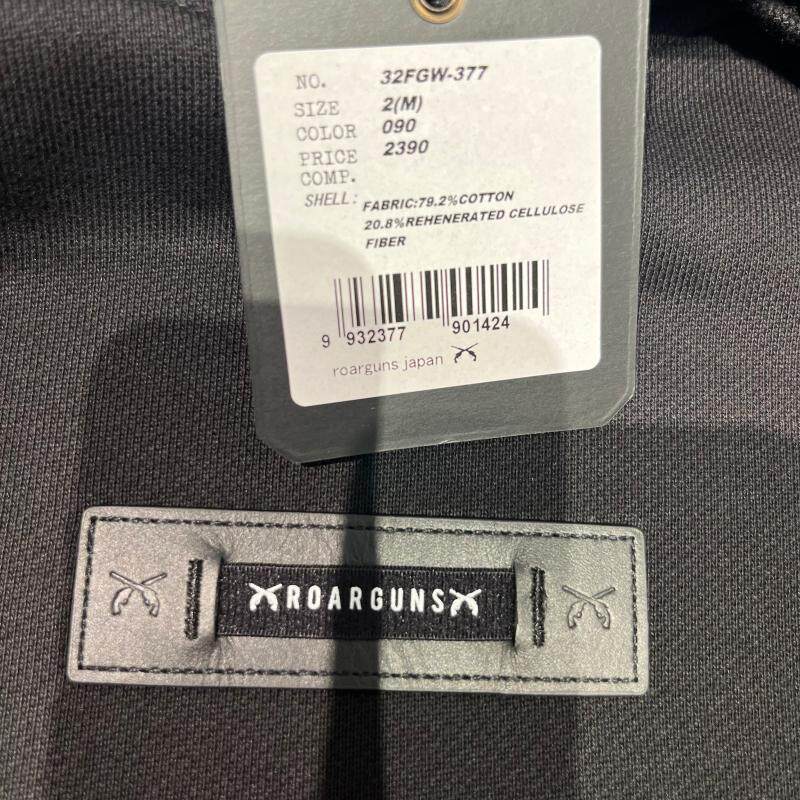 NO. 32FGW-377
SIZE 2(M)
COLOR 090
PRICE 2390
COMP.
SHELL: FABRIC:79.2%COTTON
20.8%REHENERATED CELLULOSE
FIBER
9 932377 901424
roarguns japan
ROARGUNS